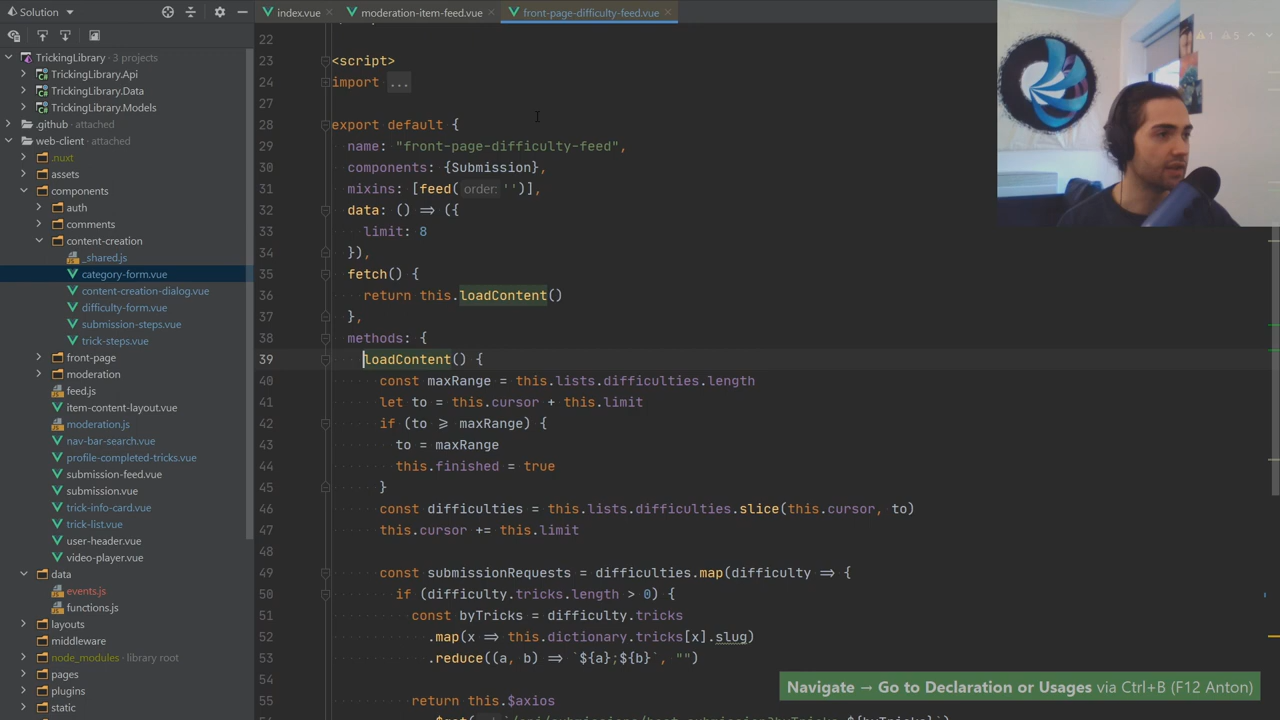 Solution
index.vue
moderation-item-feed.vue
front-page-difficulty-feed.vue
TrickingLibrary · 3 projects
TrickingLibrary.Api
TrickingLibrary.Data
TrickingLibrary.Models
.github attached
web-client attached
.nuxt
assets
components
auth
comments
content-creation
_shared.js
category-form.vue
content-creation-dialog.vue
difficulty-form.vue
submission-steps.vue
trick-steps.vue
front-page
moderation
feed.js
item-content-layout.vue
moderation.js
nav-bar-search.vue
profile-completed-tricks.vue
submission-feed.vue
submission.vue
trick-info-card.vue
trick-list.vue
user-header.vue
video-player.vue
data
events.js
functions.js
layouts
middleware
node_modules library root
pages
plugins
static
22
23 <script>
24 import ...
27
28 export default {
29 name: "front-page-difficulty-feed",
30 components: {Submission},
31 mixins: [feed( order: '')],
32 data: () => ({
33 limit: 8
34 }),
35 fetch() {
36 return this.loadContent()
37 },
38 methods: {
39 loadContent() {
40 const maxRange = this.lists.difficulties.length
41 let to = this.cursor + this.limit
42 if (to >= maxRange) {
43 to = maxRange
44 this.finished = true
45 }
46 const difficulties = this.lists.difficulties.slice(this.cursor, to)
47 this.cursor += this.limit
48
49 const submissionRequests = difficulties.map(difficulty => {
50 if (difficulty.tricks.length > 0) {
51 const byTricks = difficulty.tricks
52 .map(x => this.dictionary.tricks[x].slug)
53 .reduce((a, b) => `${a};${b}`, "")
54
55 return this.$axios
1 5
Navigate → Go to Declaration or Usages via Ctrl+B (F12 Anton)